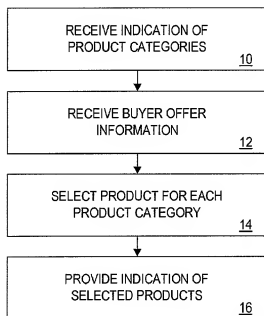 RECEIVE INDICATION OF
PRODUCT CATEGORIES
10
RECEIVE BUYER OFFER
INFORMATION
12
SELECT PRODUCT FOR EACH
PRODUCT CATEGORY
14
PROVIDE INDICATION OF
SELECTED PRODUCTS
16